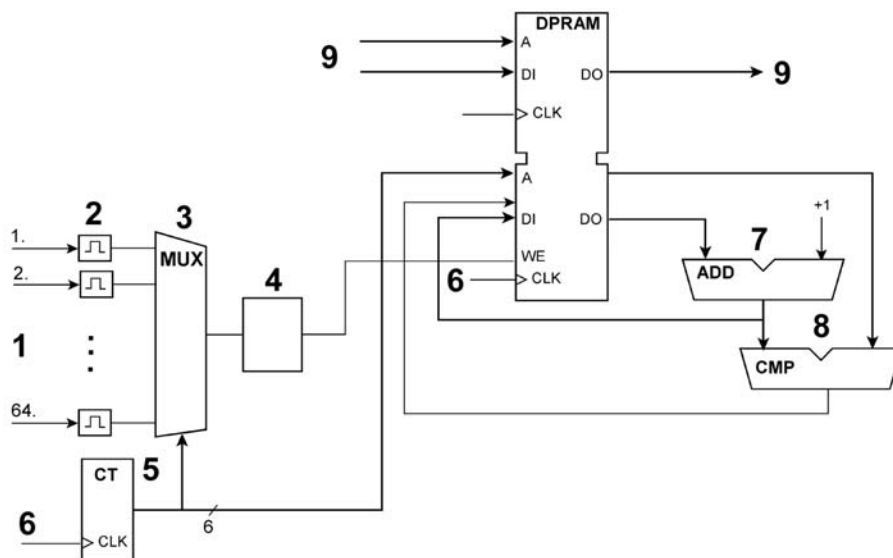 DPRAM
A
9
DI
DO
9
CLK
A
DI
DO
+1
WE
6
CLK
7
ADD
8
CMP
1.
2
3
MUX
2.
4
1
64.
CT
5
6
6
CLK